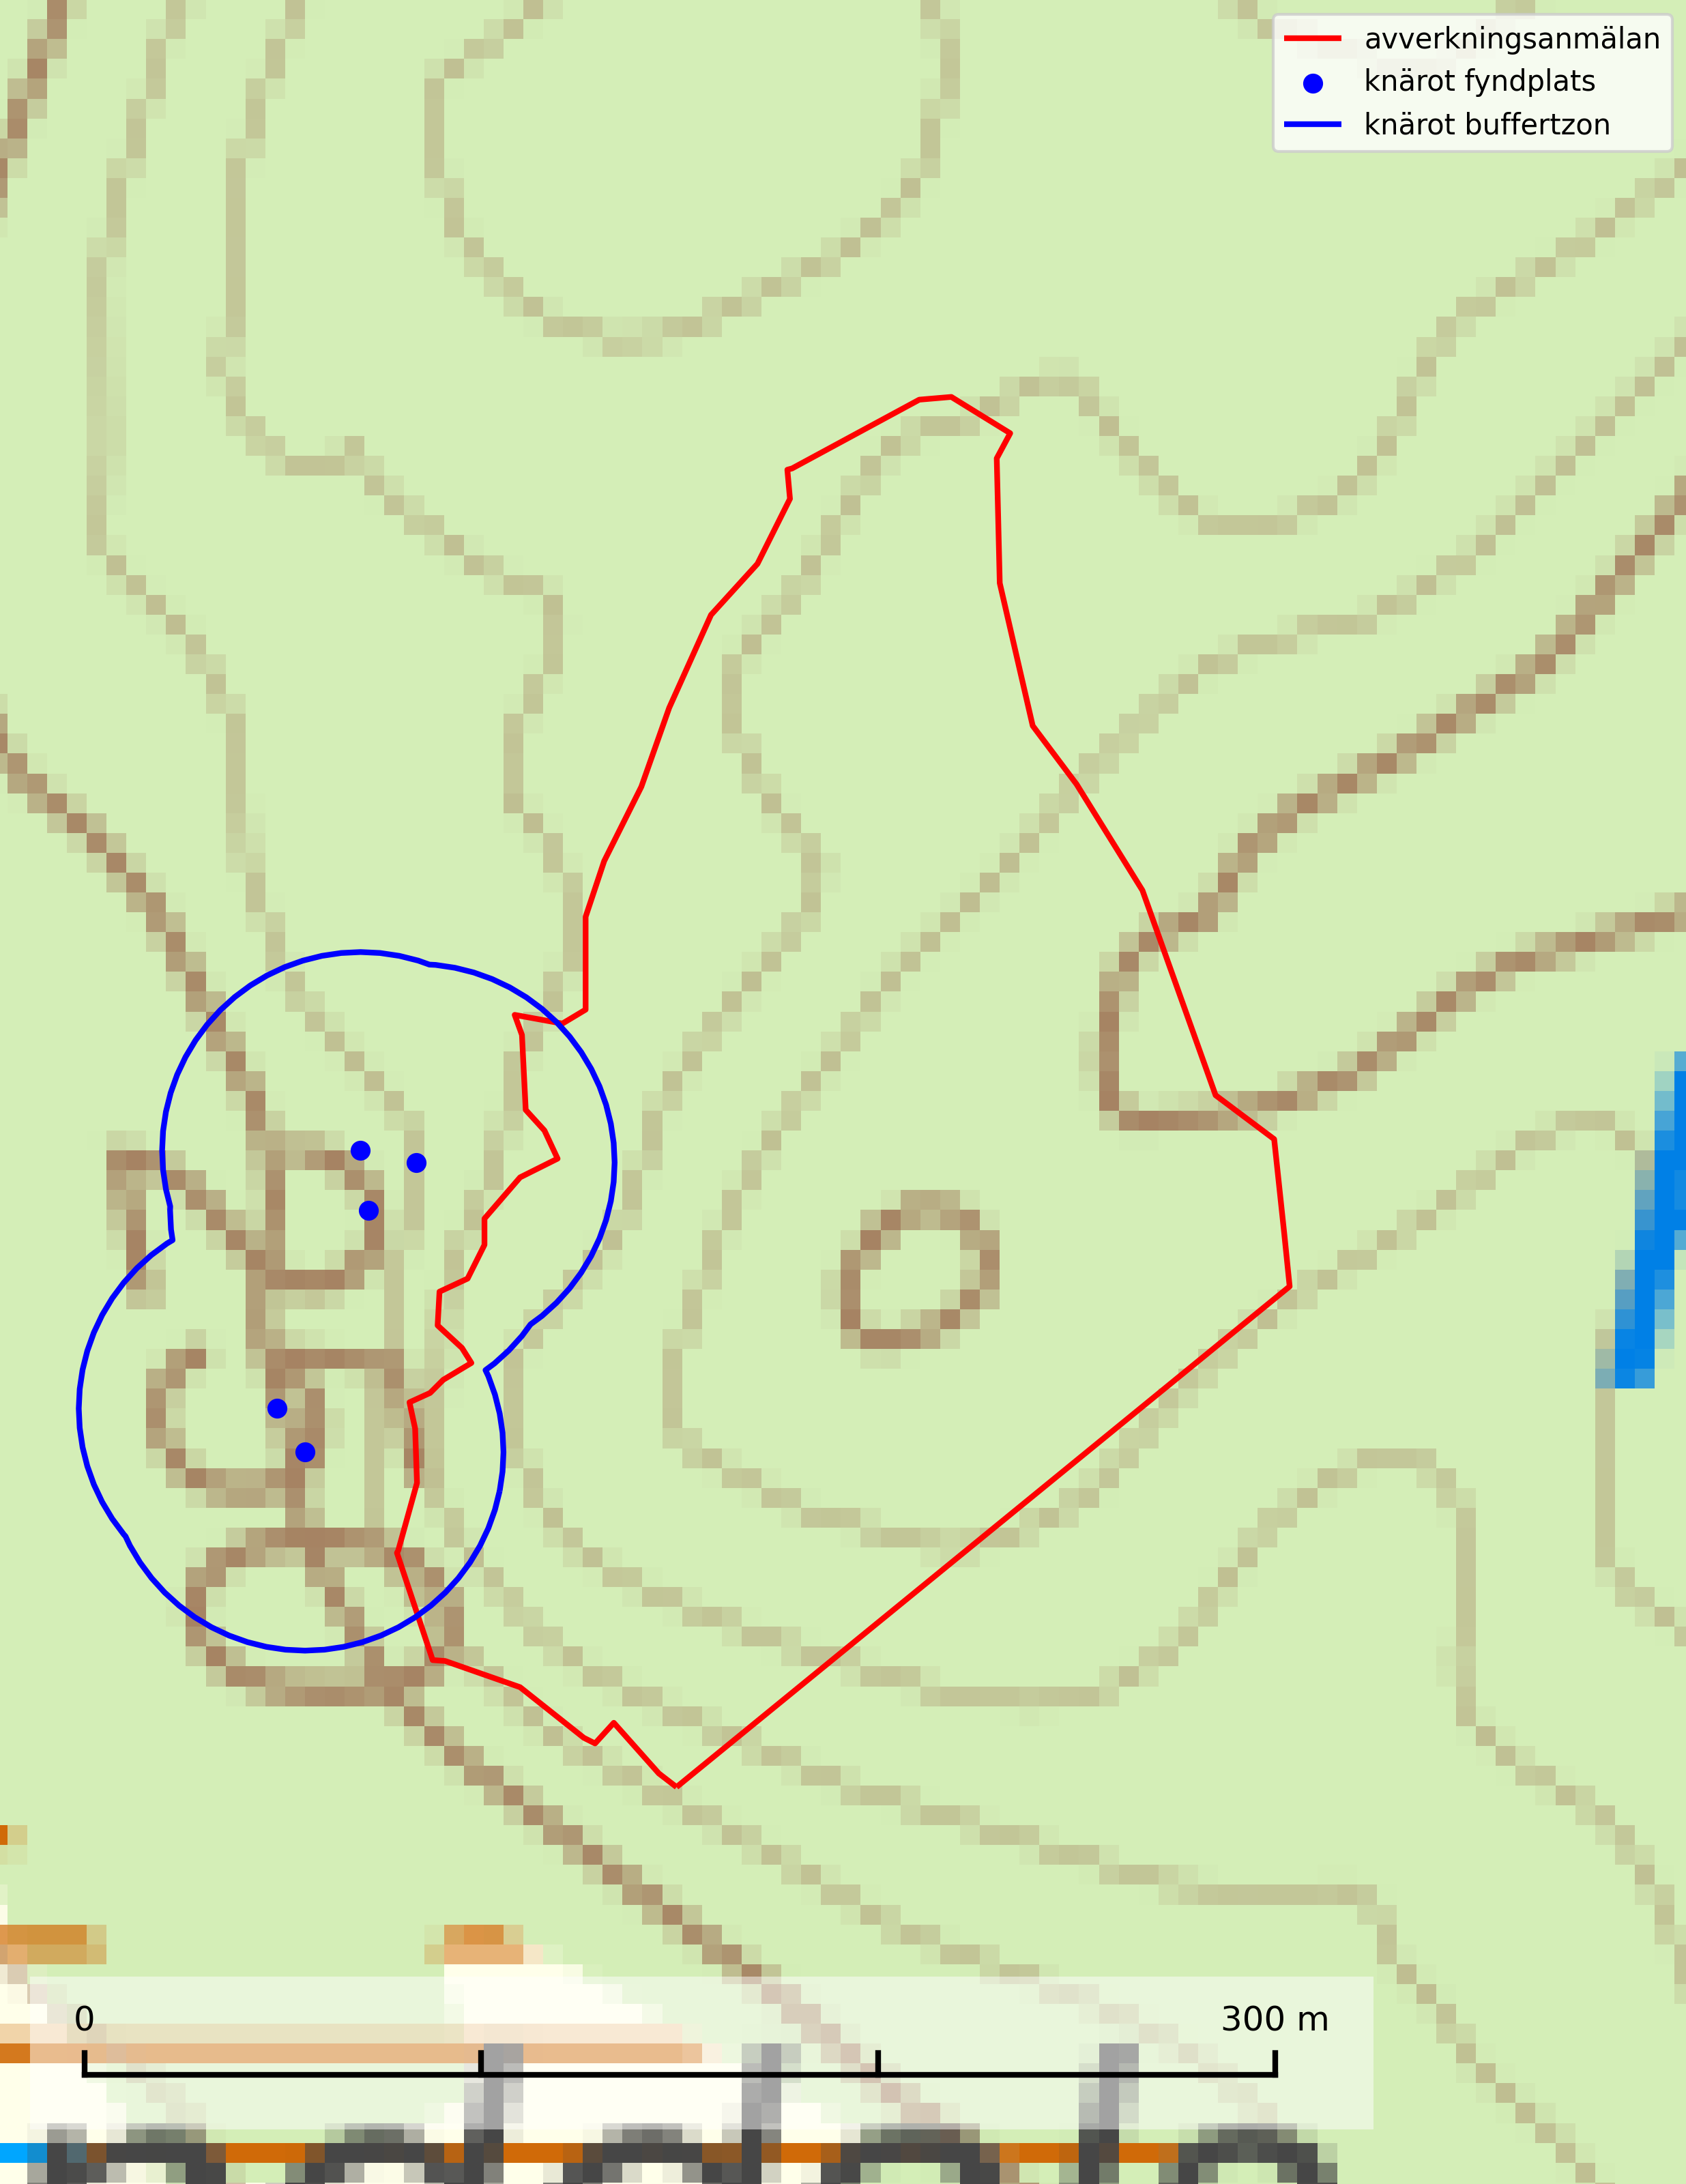 avverkningsanmälan
knärot fyndplats
knärot buffertzon
0 300 m